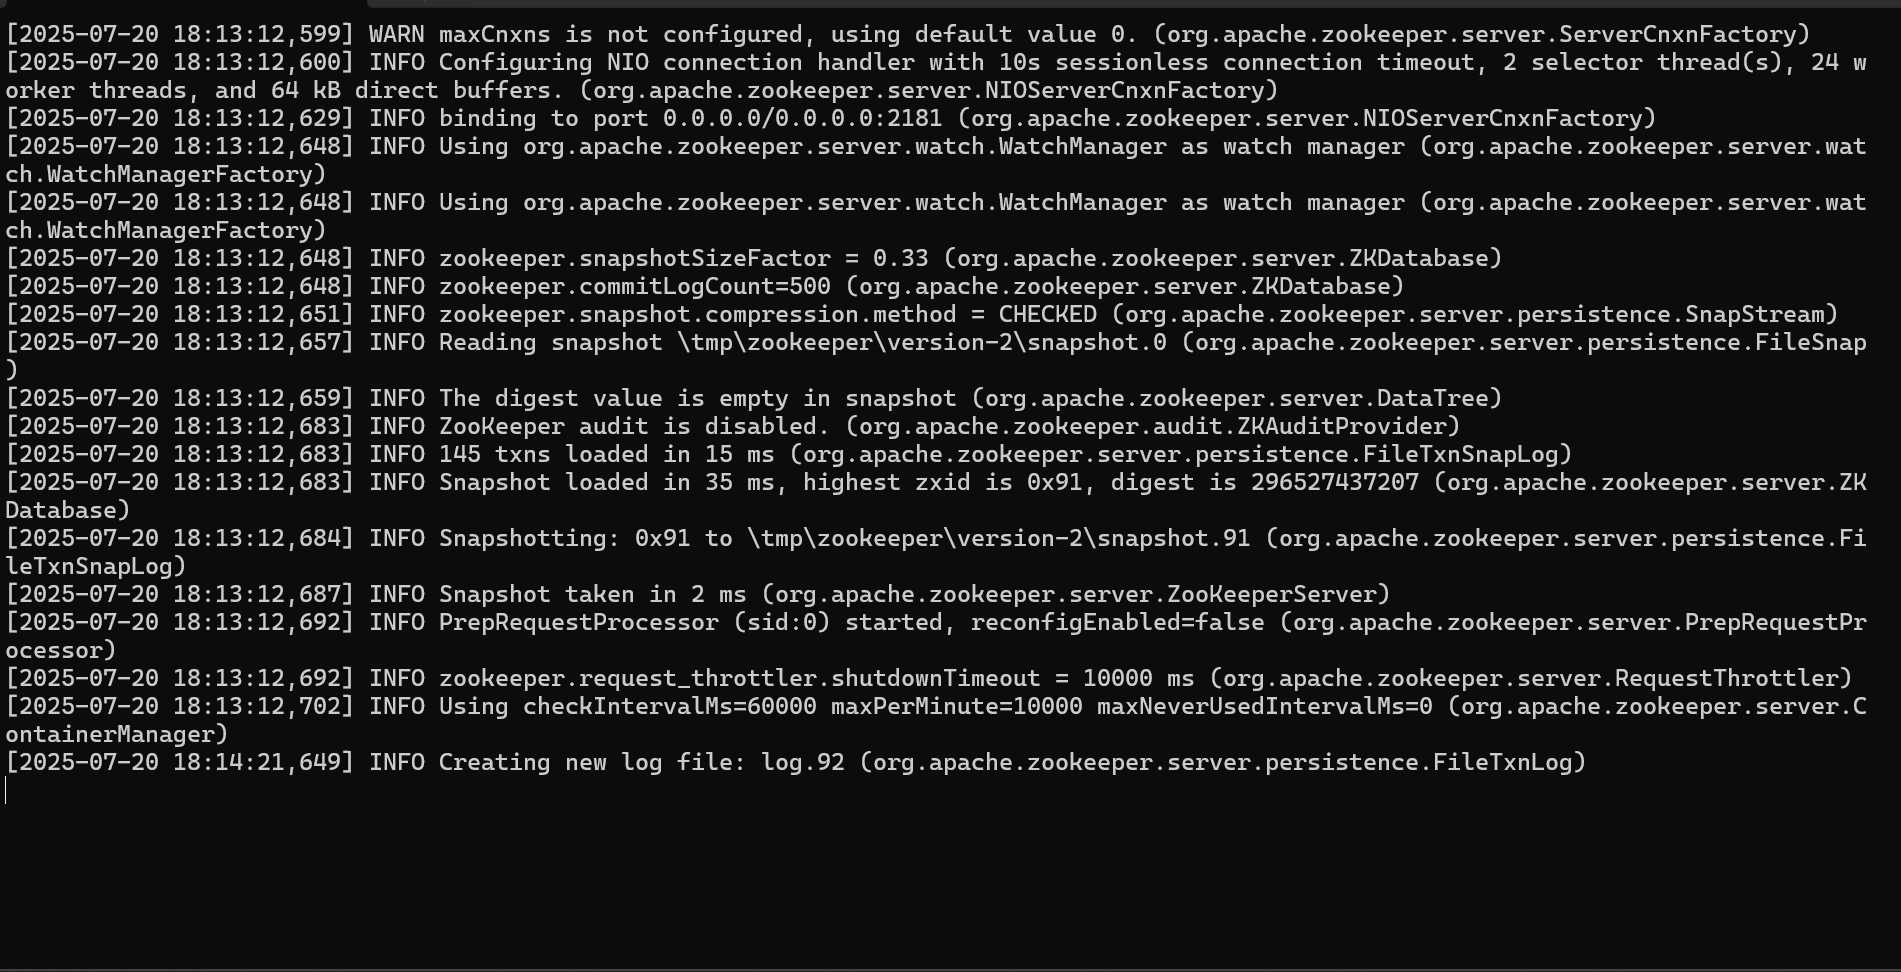 [2025-07-20 18:13:12,599] WARN maxCnxns is not configured, using default value 0. (org.apache.zookeeper.server.ServerCnxnFactory)
[2025-07-20 18:13:12,600] INFO Configuring NIO connection handler with 10s sessionless connection timeout, 2 selector thread(s), 24 w
orker threads, and 64 kB direct buffers. (org.apache.zookeeper.server.NIOServerCnxnFactory)
[2025-07-20 18:13:12,629] INFO binding to port 0.0.0.0/0.0.0.0:2181 (org.apache.zookeeper.server.NIOServerCnxnFactory)
[2025-07-20 18:13:12,648] INFO Using org.apache.zookeeper.server.watch.WatchManager as watch manager (org.apache.zookeeper.server.wat
ch.WatchManagerFactory)
[2025-07-20 18:13:12,648] INFO Using org.apache.zookeeper.server.watch.WatchManager as watch manager (org.apache.zookeeper.server.wat
ch.WatchManagerFactory)
[2025-07-20 18:13:12,648] INFO zookeeper.snapshotSizeFactor = 0.33 (org.apache.zookeeper.server.ZKDatabase)
[2025-07-20 18:13:12,648] INFO zookeeper.commitLogCount=500 (org.apache.zookeeper.server.ZKDatabase)
[2025-07-20 18:13:12,651] INFO zookeeper.snapshot.compression.method = CHECKED (org.apache.zookeeper.server.persistence.SnapStream)
[2025-07-20 18:13:12,657] INFO Reading snapshot \tmp\zookeeper\version-2\snapshot.0 (org.apache.zookeeper.server.persistence.FileSnap
)
[2025-07-20 18:13:12,659] INFO The digest value is empty in snapshot (org.apache.zookeeper.server.DataTree)
[2025-07-20 18:13:12,683] INFO ZooKeeper audit is disabled. (org.apache.zookeeper.audit.ZKAuditProvider)
[2025-07-20 18:13:12,683] INFO 145 txns loaded in 15 ms (org.apache.zookeeper.server.persistence.FileTxnSnapLog)
[2025-07-20 18:13:12,683] INFO Snapshot loaded in 35 ms, highest zxid is 0x91, digest is 296527437207 (org.apache.zookeeper.server.ZK
Database)
[2025-07-20 18:13:12,684] INFO Snapshotting: 0x91 to \tmp\zookeeper\version-2\snapshot.91 (org.apache.zookeeper.server.persistence.Fi
leTxnSnapLog)
[2025-07-20 18:13:12,687] INFO Snapshot taken in 2 ms (org.apache.zookeeper.server.ZooKeeperServer)
[2025-07-20 18:13:12,692] INFO PrepRequestProcessor (sid:0) started, reconfigEnabled=false (org.apache.zookeeper.server.PrepRequestPr
ocessor)
[2025-07-20 18:13:12,692] INFO zookeeper.request_throttler.shutdownTimeout = 10000 ms (org.apache.zookeeper.server.RequestThrottler)
[2025-07-20 18:13:12,702] INFO Using checkIntervalMs=60000 maxPerMinute=10000 maxNeverUsedIntervalMs=0 (org.apache.zookeeper.server.C
ontainerManager)
[2025-07-20 18:14:21,649] INFO Creating new log file: log.92 (org.apache.zookeeper.server.persistence.FileTxnLog)